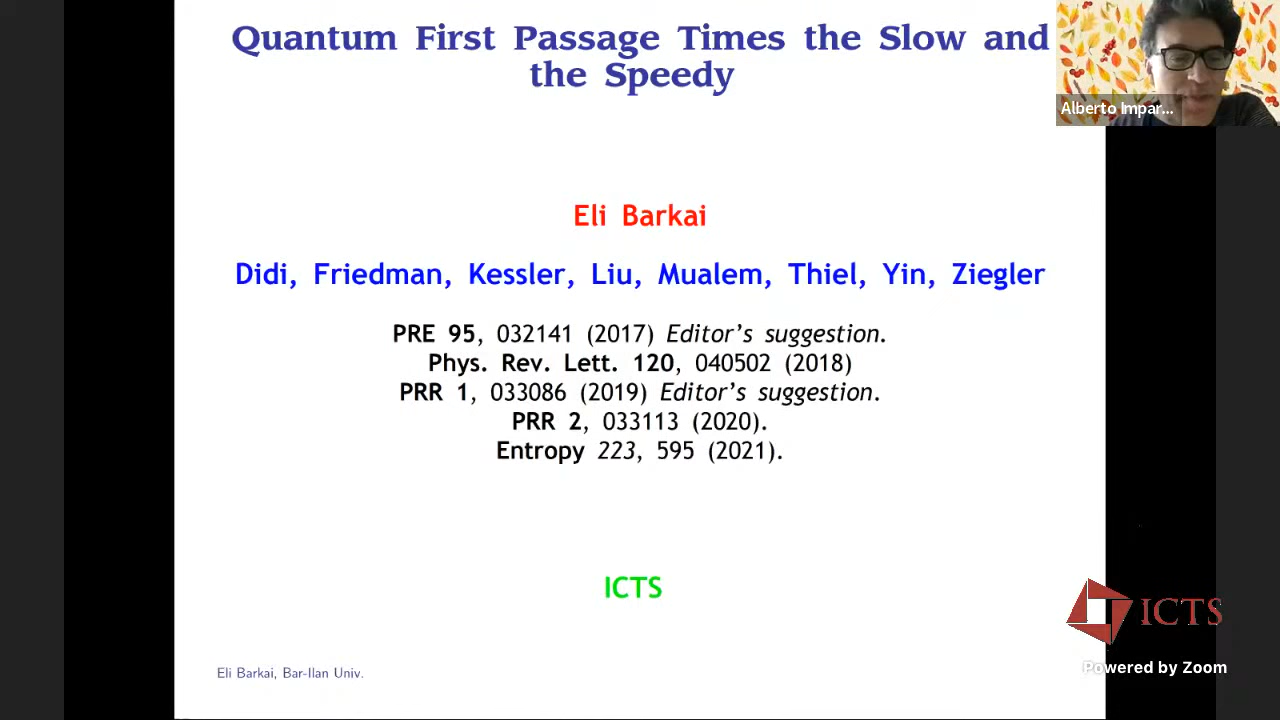 Quantum First Passage Times the Slow and
the Speedy
Alberto Impar...
Eli Barkai
Didi, Friedman, Kessler, Liu, Mualem, Thiel, Yin, Ziegler
PRE 95, 032141 (2017) Editor's suggestion.
Phys. Rev. Lett. 120, 040502 (2018)
PRR 1, 033086 (2019) Editor's suggestion.
PRR 2, 033113 (2020).
Entropy 223, 595 (2021).
ICTS
ICTS
Powered by Zoom
Eli Barkai, Bar-Ilan Univ.